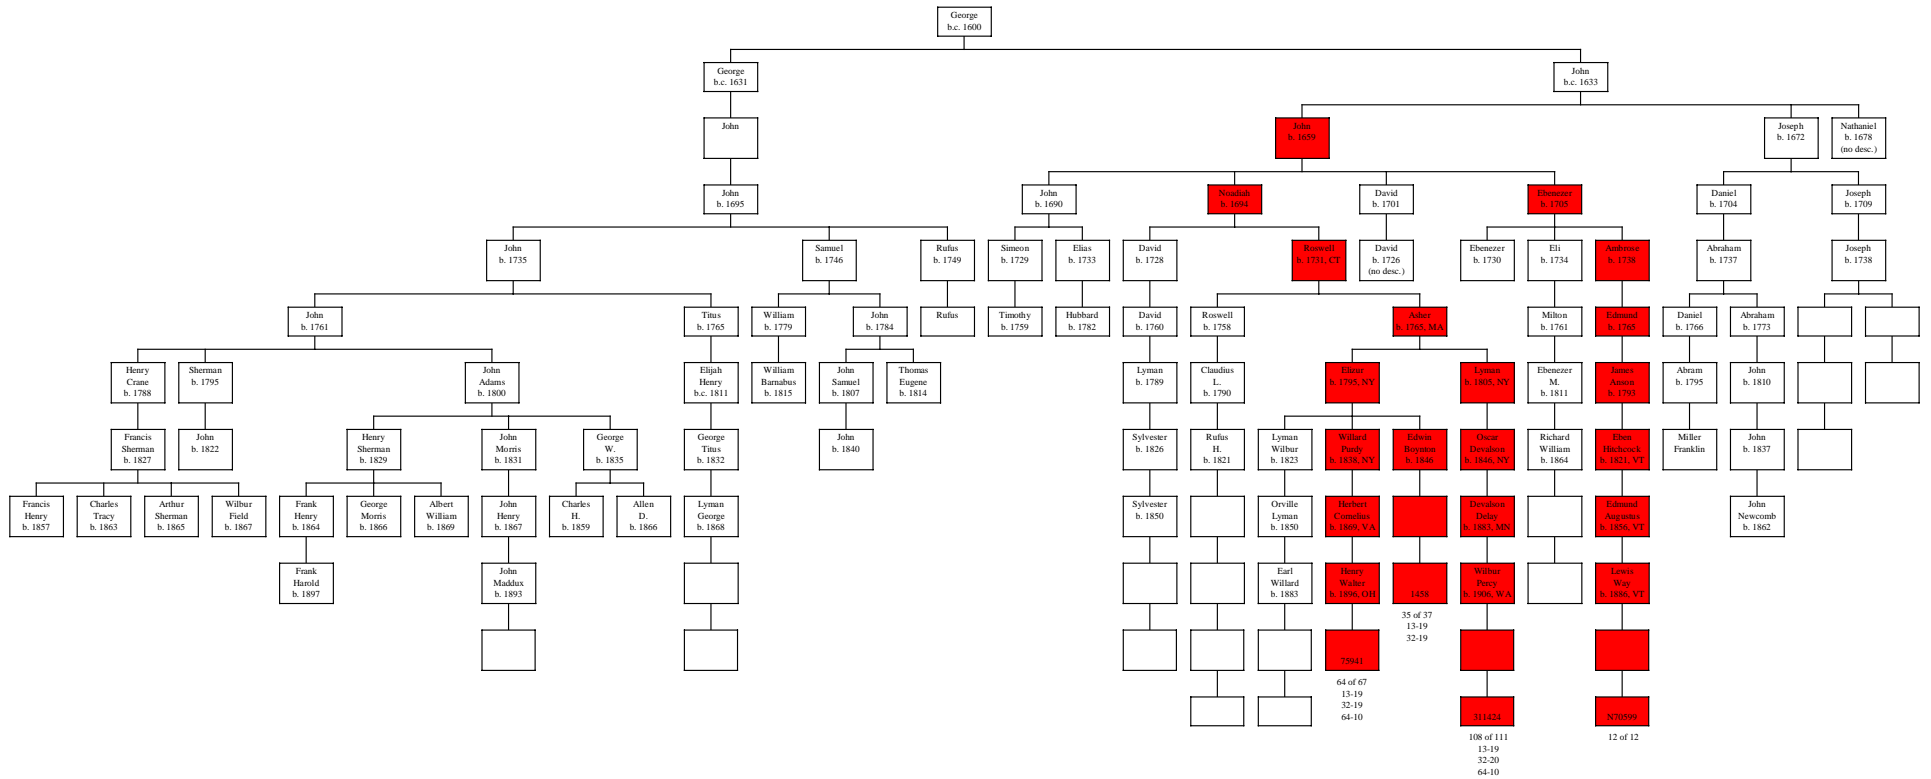 George
b.c. 1600
George
b.c. 1631
John
b.c. 1633
John
John
b. 1659
Joseph
b. 1672
Nathaniel
b. 1678
(no desc.)
John
b. 1695
John
b. 1690
Noadiah
b. 1694
David
b. 1701
Ebenezer
b. 1705
Daniel
b. 1704
Joseph
b. 1709
John
b. 1735
Samuel
b. 1746
Rufus
b. 1749
Simeon
b. 1729
Elias
b. 1733
David
b. 1728
Roswell
b. 1731, CT
David
b. 1726
(no desc.)
Ebenezer
b. 1730
Eli
b. 1734
Ambrose
b. 1738
Abraham
b. 1737
Joseph
b. 1738
John
b. 1761
Titus
b. 1765
William
b. 1779
John
b. 1784
Rufus
Timothy
b. 1759
Hubbard
b. 1782
David
b. 1760
Roswell
b. 1758
Asher
b. 1765, MA
Milton
b. 1761
Edmund
b. 1765
Daniel
b. 1766
Abraham
b. 1773
Henry
Crane
b. 1788
Sherman
b. 1795
John
Adams
b. 1800
Elijah
Henry
b.c. 1811
William
Barnabus
b. 1815
John
Samuel
b. 1807
Thomas
Eugene
b. 1814
Lyman
b. 1789
Claudius
L.
b. 1790
Elizur
b. 1795, NY
Lyman
b. 1805, NY
Ebenezer
M.
b. 1811
James
Anson
b. 1793
Abram
b. 1795
John
b. 1810
Francis
Sherman
b. 1827
John
b. 1822
Henry
Sherman
b. 1829
John
Morris
b. 1831
George
W.
b. 1835
George
Titus
b. 1832
John
b. 1840
Sylvester
b. 1826
Rufus
H.
b. 1821
Lyman
Wilbur
b. 1823
Willard
Purdy
b. 1838, NY
Edwin
Boymon
b. 1846
Oscar
Devalson
b. 1846, NY
Richard
William
b. 1864
Eben
Hitchcock
b. 1821, VT
Miller
Franklin
John
b. 1837
Francis
Henry
b. 1857
Charles
Tracy
b. 1863
Arthur
Sherman
b. 1865
Wilbur
Field
b. 1867
Frank
Henry
b. 1864
George
Morris
b. 1866
Albert
William
b. 1869
John
Henry
b. 1867
Charles
H.
b. 1859
Allen
D.
b. 1866
Lyman
George
b. 1868
Sylvester
b. 1850
Orville
Lyman
b. 1850
Herbert
Cornelius
b. 1869, VA
Devalson
Delay
b. 1883, MN
Edmund
Augustus
b. 1856, VT
John
Newcomb
b. 1862
Frank
Harold
b. 1897
John
Maddux
b. 1893
Earl
Willard
b. 1883
Henry
Walter
b. 1896, OH
1458
Wilbur
Percy
b. 1906, WA
Lewis
Way
b. 1886, VT
35 of 37
13-19
32-19
75941
64 of 67
13-19
32-19
64-10
311424
108 of 111
13-19
32-20
64-10
N70599
12 of 12